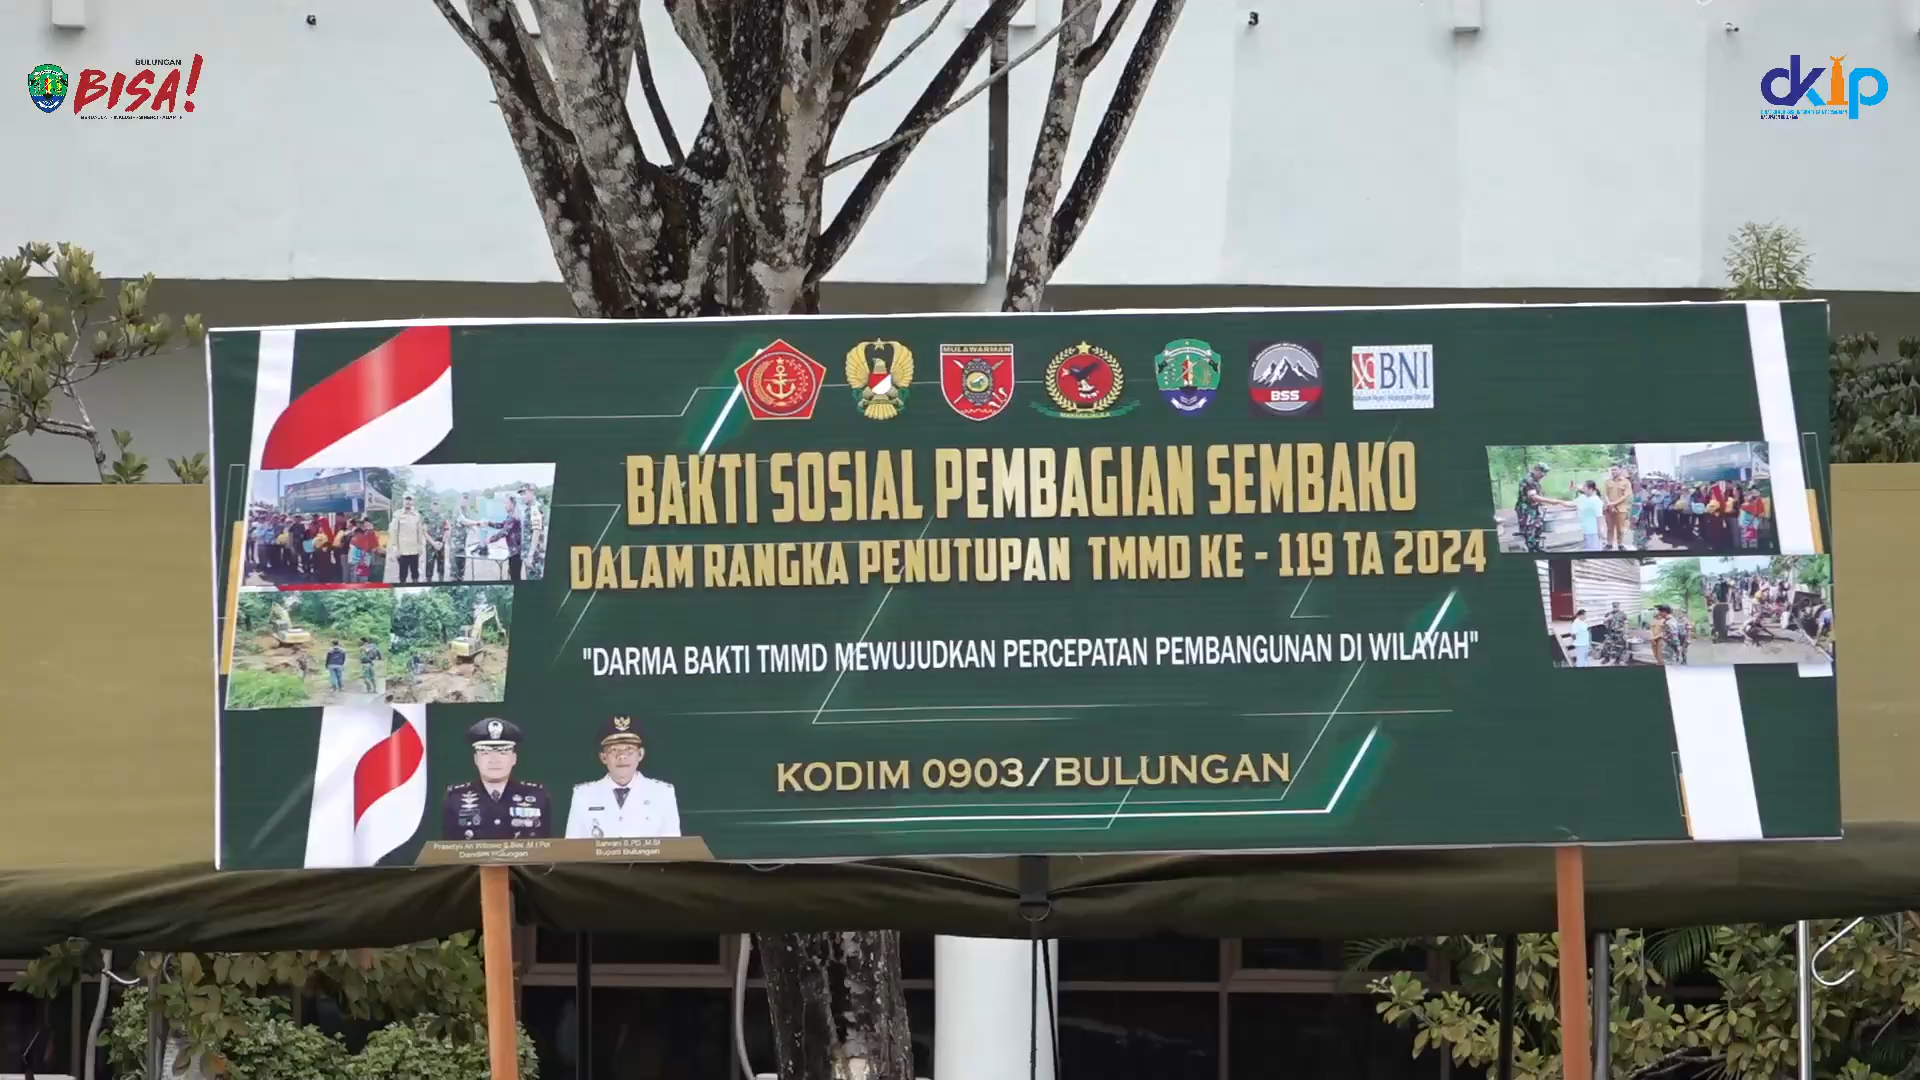 BULUNGAN
BISA!
dkip
MULAWARMAN
BSS
BNI
BAKTI SOSIAL PEMBAGIAN SEMBAKO
DALAM RANGKA PENUTUPAN TMMD KE - 119 TA 2024
"DARMA BAKTI TMMD MEWUJUDKAN PERCEPATAN PEMBANGUNAN DI WILAYAH"
KODIM 0903/BULUNGAN
Bupati Bulungan